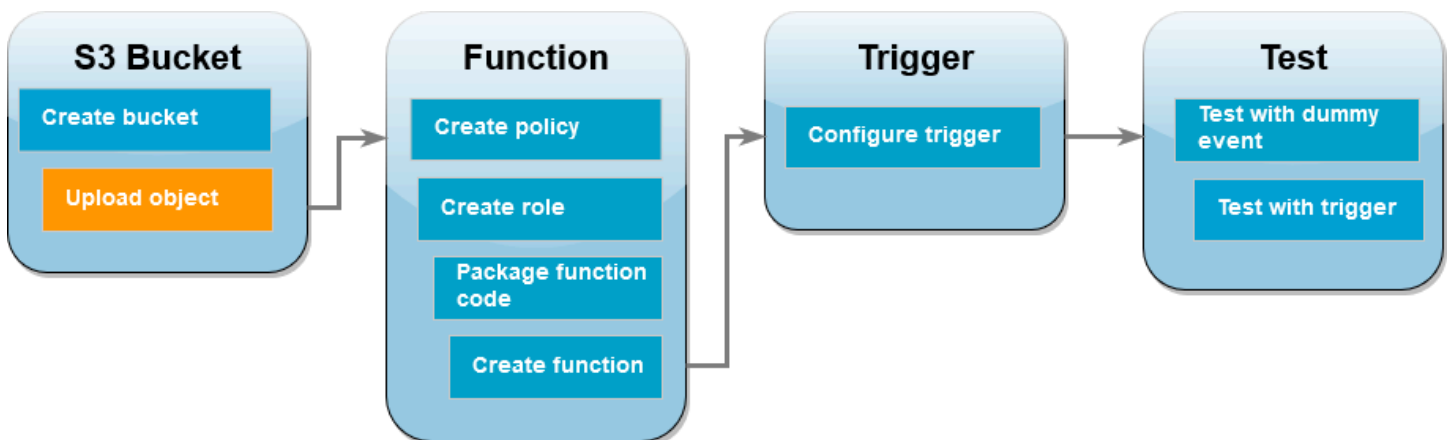 S3 Bucket
Create bucket
Upload object
Function
Create policy
Create role
Package function
code
Create function
Trigger
Configure trigger
Test
Test with dummy
event
Test with trigger